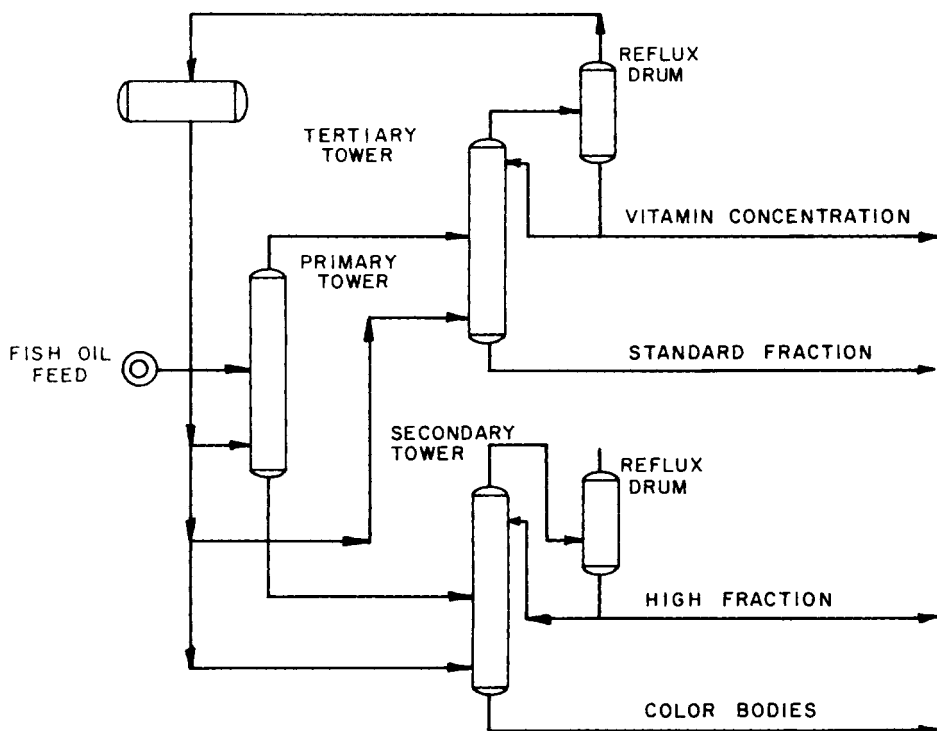 REFLUX
DRUM
TERTIARY
TOWER
VITAMIN CONCENTRATION
PRIMARY
TOWER
FISH OIL
FEED
STANDARD FRACTION
SECONDARY
TOWER
REFLUX
DRUM
HIGH FRACTION
COLOR BODIES